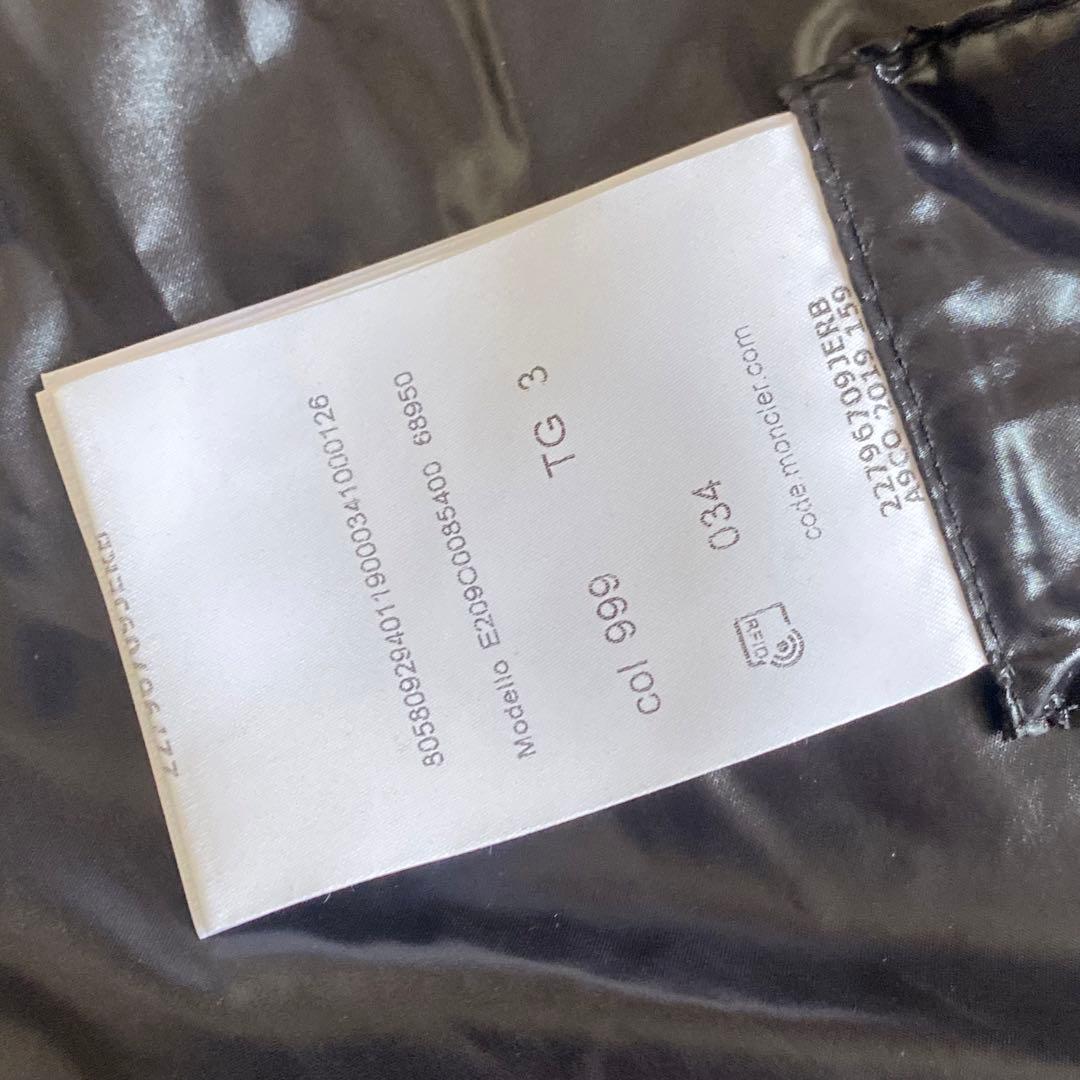 8058092940119000341000126
Modello E209C0085400 68950
COl 999 TG 3
034
code.moncler.com
22796709JERB
A9CO 2019 159